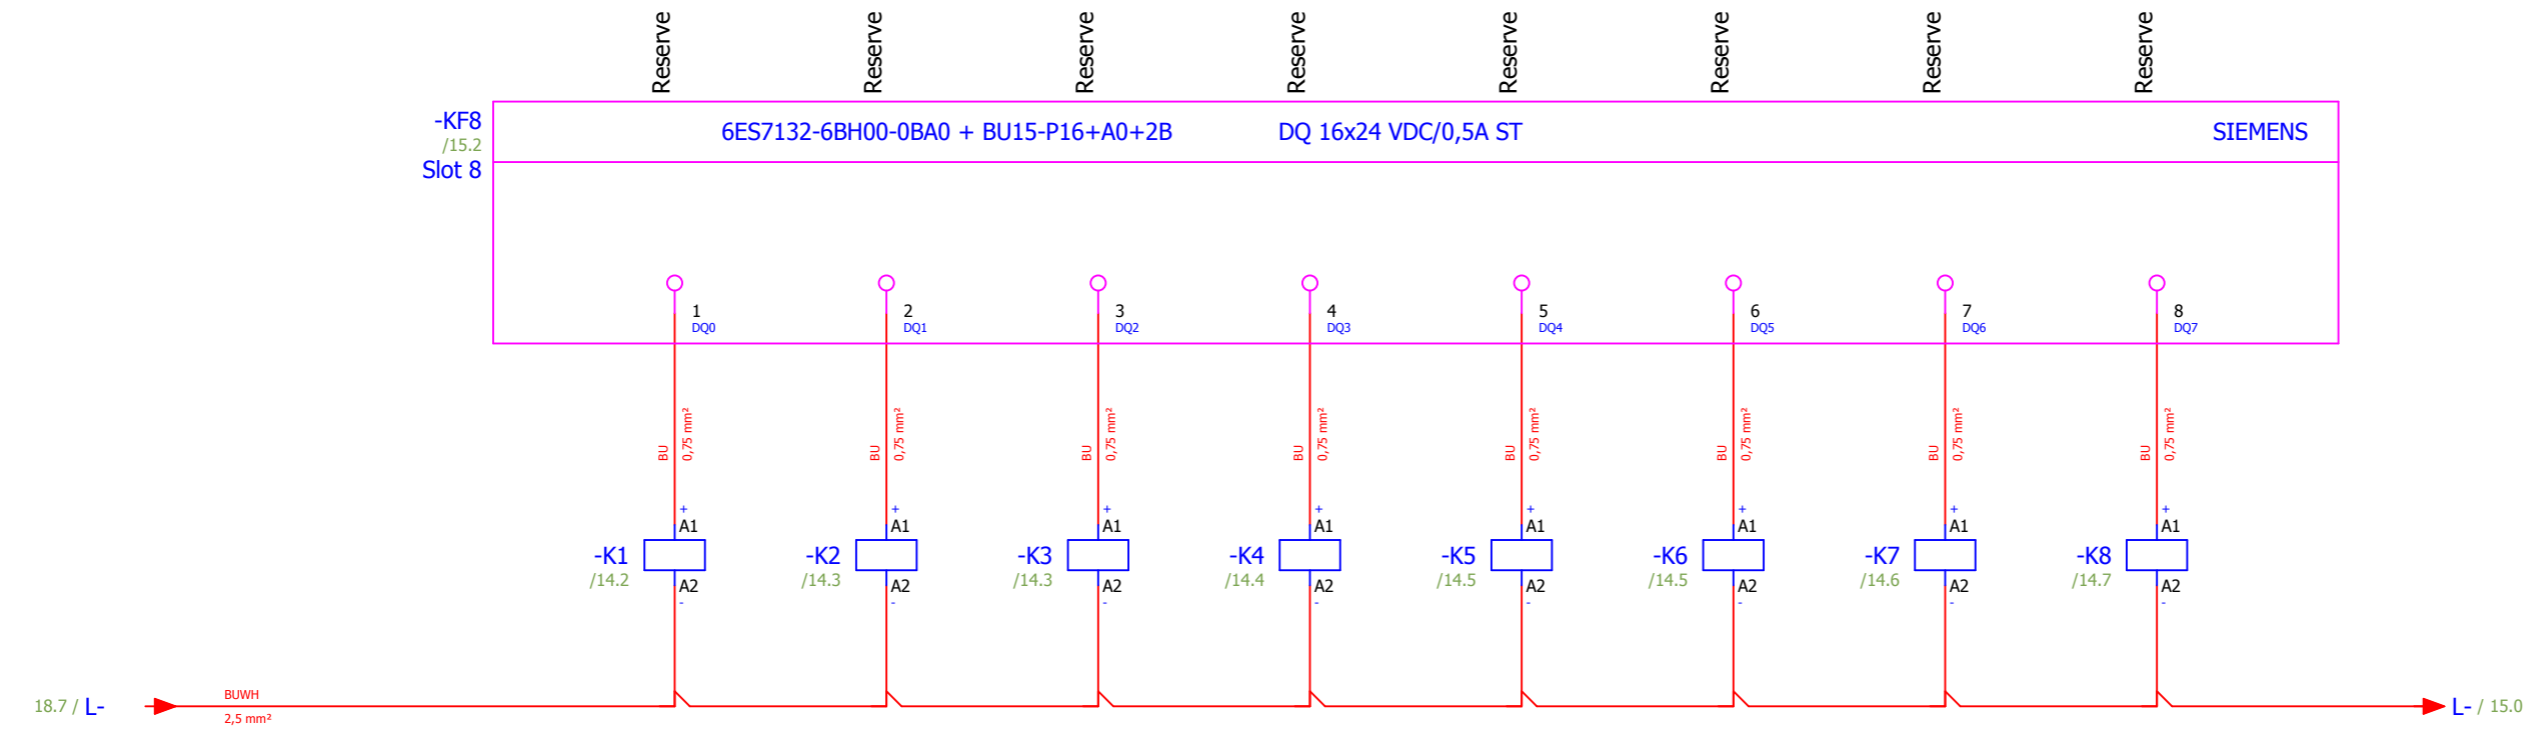 Reserve Reserve Reserve Reserve Reserve Reserve Reserve Reserve
-KF8 6ES7132-6BH00-0BA0 + BU15-P16+A0+2B DQ 16x24 VDC/0,5A ST SIEMENS
/15.2
Slot 8
1 2 3 4 5 6 7 8
DQ0 DQ1 DQ2 DQ3 DQ4 DQ5 DQ6 DQ7
BU 0,75 mm² BU 0,75 mm² BU 0,75 mm² BU 0,75 mm² BU 0,75 mm² BU 0,75 mm² BU 0,75 mm² BU 0,75 mm²
+ + + + + + + +
A1 A1 A1 A1 A1 A1 A1 A1
-K1 -K2 -K3 -K4 -K5 -K6 -K7 -K8
/14.2 /14.3 /14.3 /14.4 /14.5 /14.5 /14.6 /14.7
A2 A2 A2 A2 A2 A2 A2 A2
- - - - - - - -
BUWH
18.7 / L- L- / 15.0
2,5 mm²